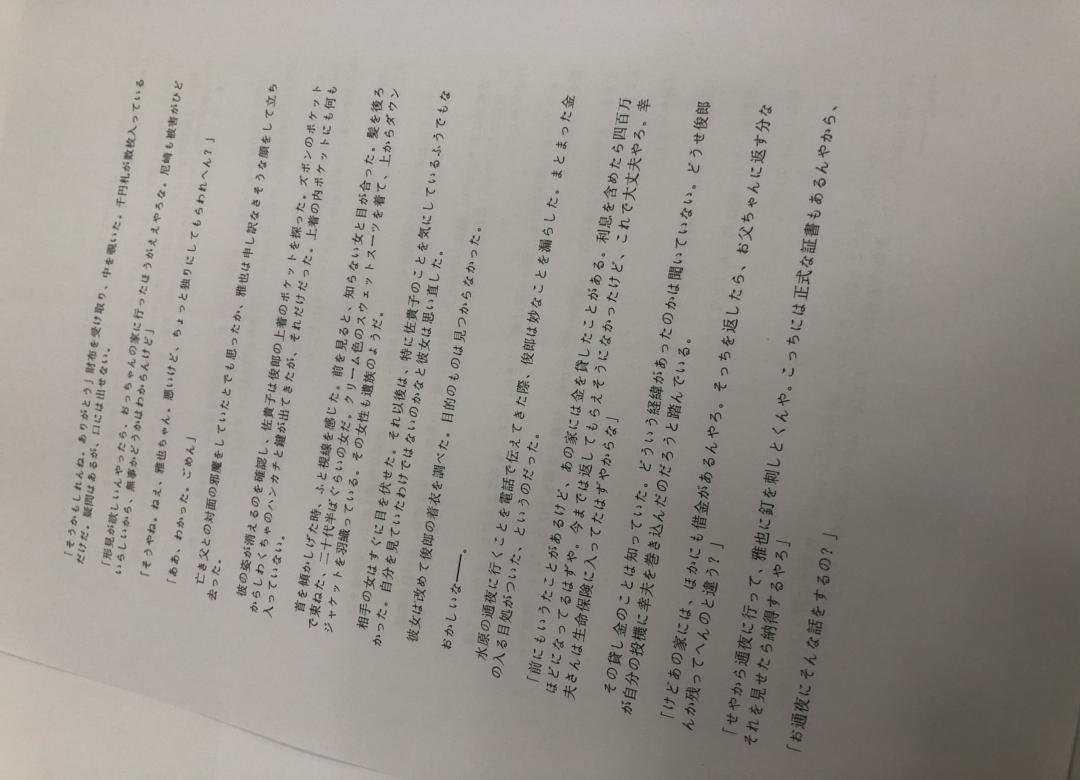 「そうかもしれんね。ありがとう」財布を受け取り、中を覗いた。千円札が数枚入っている
だけだ。疑問はあるが、口には出せない。
「形見が欲しいんやったら、おっちゃんの家に行ったほうがええやろな。尼崎も被害がひど
いらしいから、無事かどうかはわからんけど」
「そうやね。ねえ、雅也ちゃん。悪いけど、ちょっと独りにしてもらわれへん？」
「ああ、わかった。ごめん」
亡き父との対面の邪魔をしていたとでも思ったか、雅也は申し訳なさそうな顔をして立ち
去った。
彼の姿が消えるのを確認し、佐貴子は俊郎の上着のポケットを探った。ズボンのポケット
からしわくちゃのハンカチと鍵が出てきたが、それだけだった。上着の内ポケットにも何も
入っていない。
首を傾かしげた時、ふと視線を感じた。前を見ると、知らない女と目が合った。髪を後ろ
で束ねた、二十代半ばぐらいの女だ。クリーム色のスウェットスーツを着て、上からダウン
ジャケットを羽織っている。その女性も遺族のようだ。
相手の女はすぐに目を伏せた。それ以後は、特に佐貴子のことを気にしているふうでもな
かった。自分を見ていたわけではないのかなと彼女は思い直した。
彼女は改めて俊郎の着衣を調べた。目的のものは見つからなかった。
おかしいな――。
水原の通夜に行くことを電話で伝えてきた際、俊郎は妙なことを漏らした。まとまった金
の入る目処がついた、というのだった。
「前にもいうたことがあるけど、あの家には金を貸したことがある。利息を含めたら四百万
ほどになってるはずや。今までは返してもらえそうになかったけど、これで大丈夫やろ。幸
夫さんは生命保険に入ってたはずやからな」
その貸し金のことは知っていた。どういう経緯があったのかは聞いていない。どうせ俊郎
が自分の投機に幸夫を巻き込んだのだろうと踏んでいる。
「けどあの家には、ほかにも借金があるんやろ。そっちを返したら、お父ちゃんに返す分な
んか残ってへんのと違う？」
「せやから通夜に行って、雅也に釘を刺しとくんや。こっちには正式な証書もあるんやから、
それを見せたら納得するやろ」
「お通夜にそんな話をするの？」